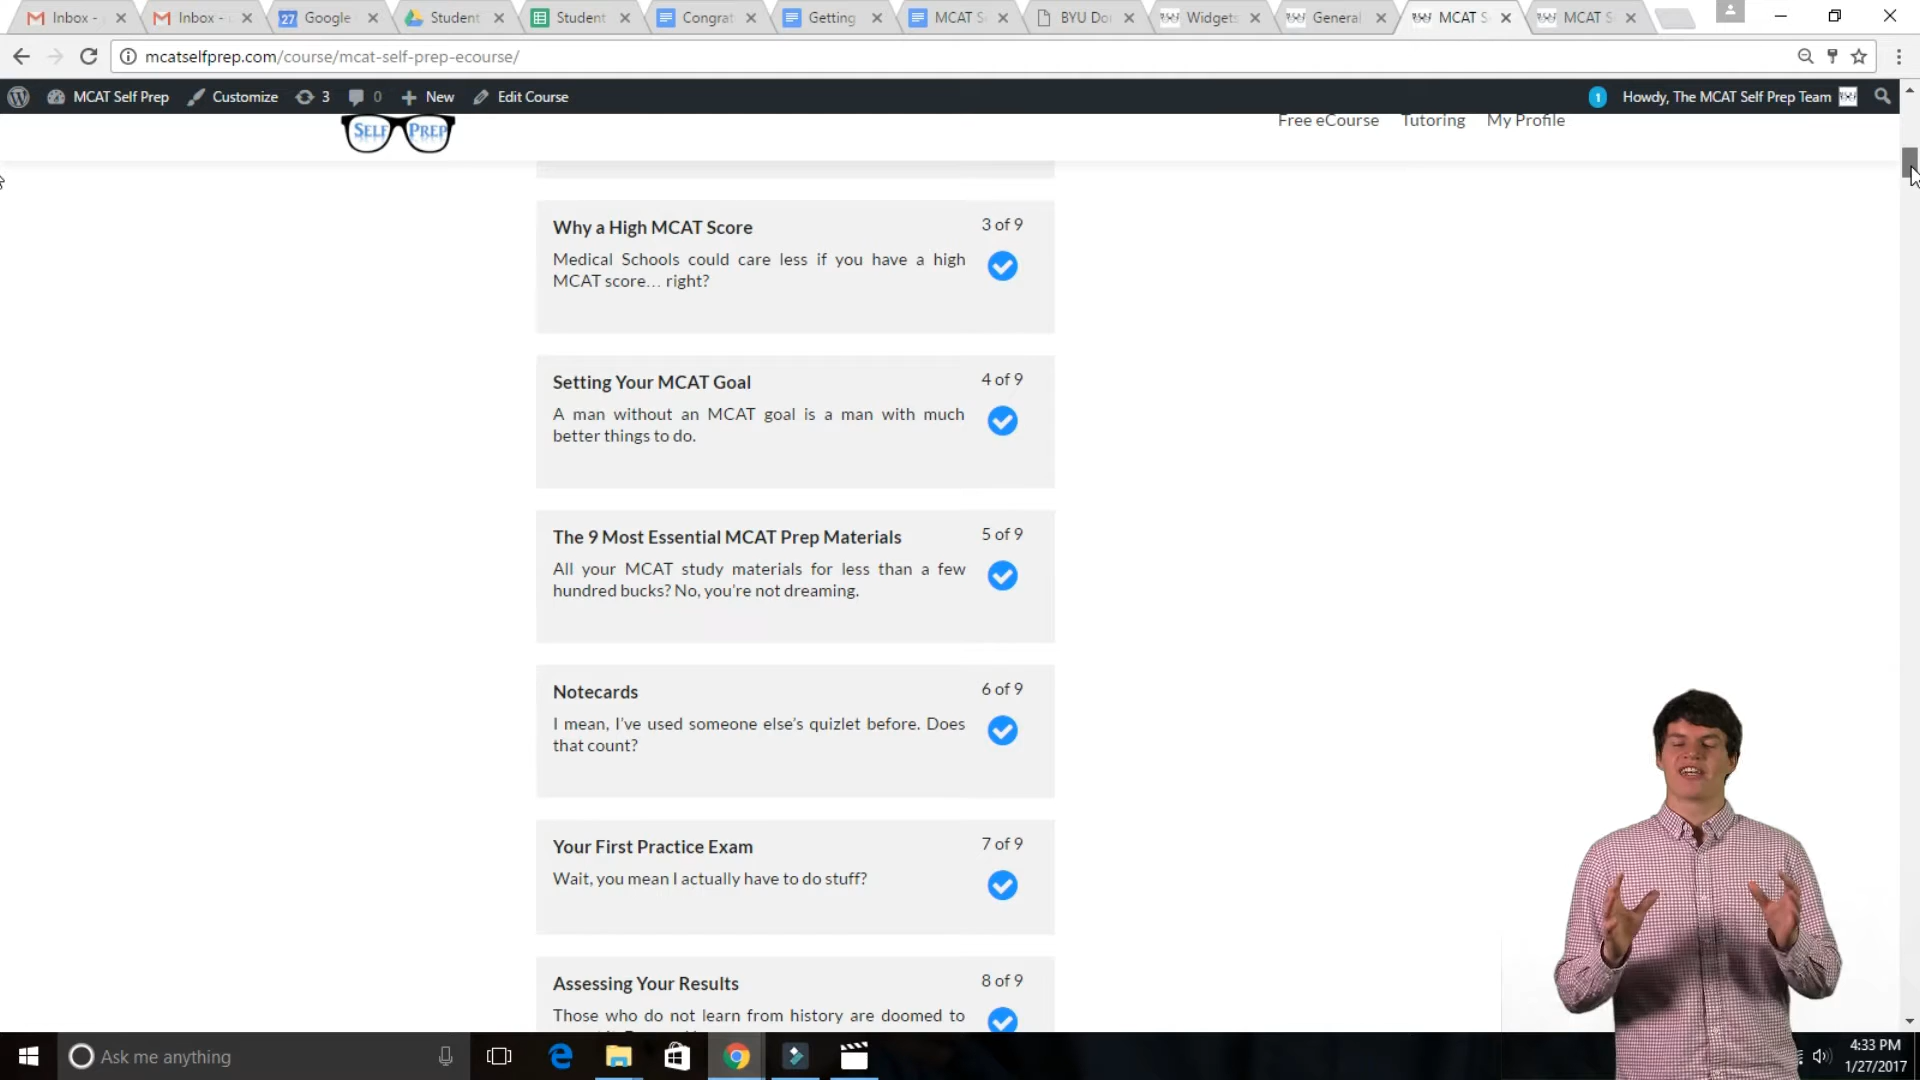 Inbox -
Inbox -
27
Google
Student
Student
Congrat
Getting
MCAT S
BYU Do
Widgets
General
MCAT S
MCAT S
mcatselfprep.com/course/mcat-self-prep-ecourse/
MCAT Self Prep
Customize
3
0
New
Edit Course
1
Howdy, The MCAT Self Prep Team
SELF PREP
Free eCourse
Tutoring
My Profile
Why a High MCAT Score
3 of 9
Medical Schools could care less if you have a high
MCAT score… right?
Setting Your MCAT Goal
4 of 9
A man without an MCAT goal is a man with much
better things to do.
The 9 Most Essential MCAT Prep Materials
5 of 9
All your MCAT study materials for less than a few
hundred bucks? No, you're not dreaming.
Notecards
6 of 9
I mean, I've used someone else's quizlet before. Does
that count?
Your First Practice Exam
7 of 9
Wait, you mean I actually have to do stuff?
Assessing Your Results
8 of 9
Those who do not learn from history are doomed to
Ask me anything
4:33 PM
1/27/2017